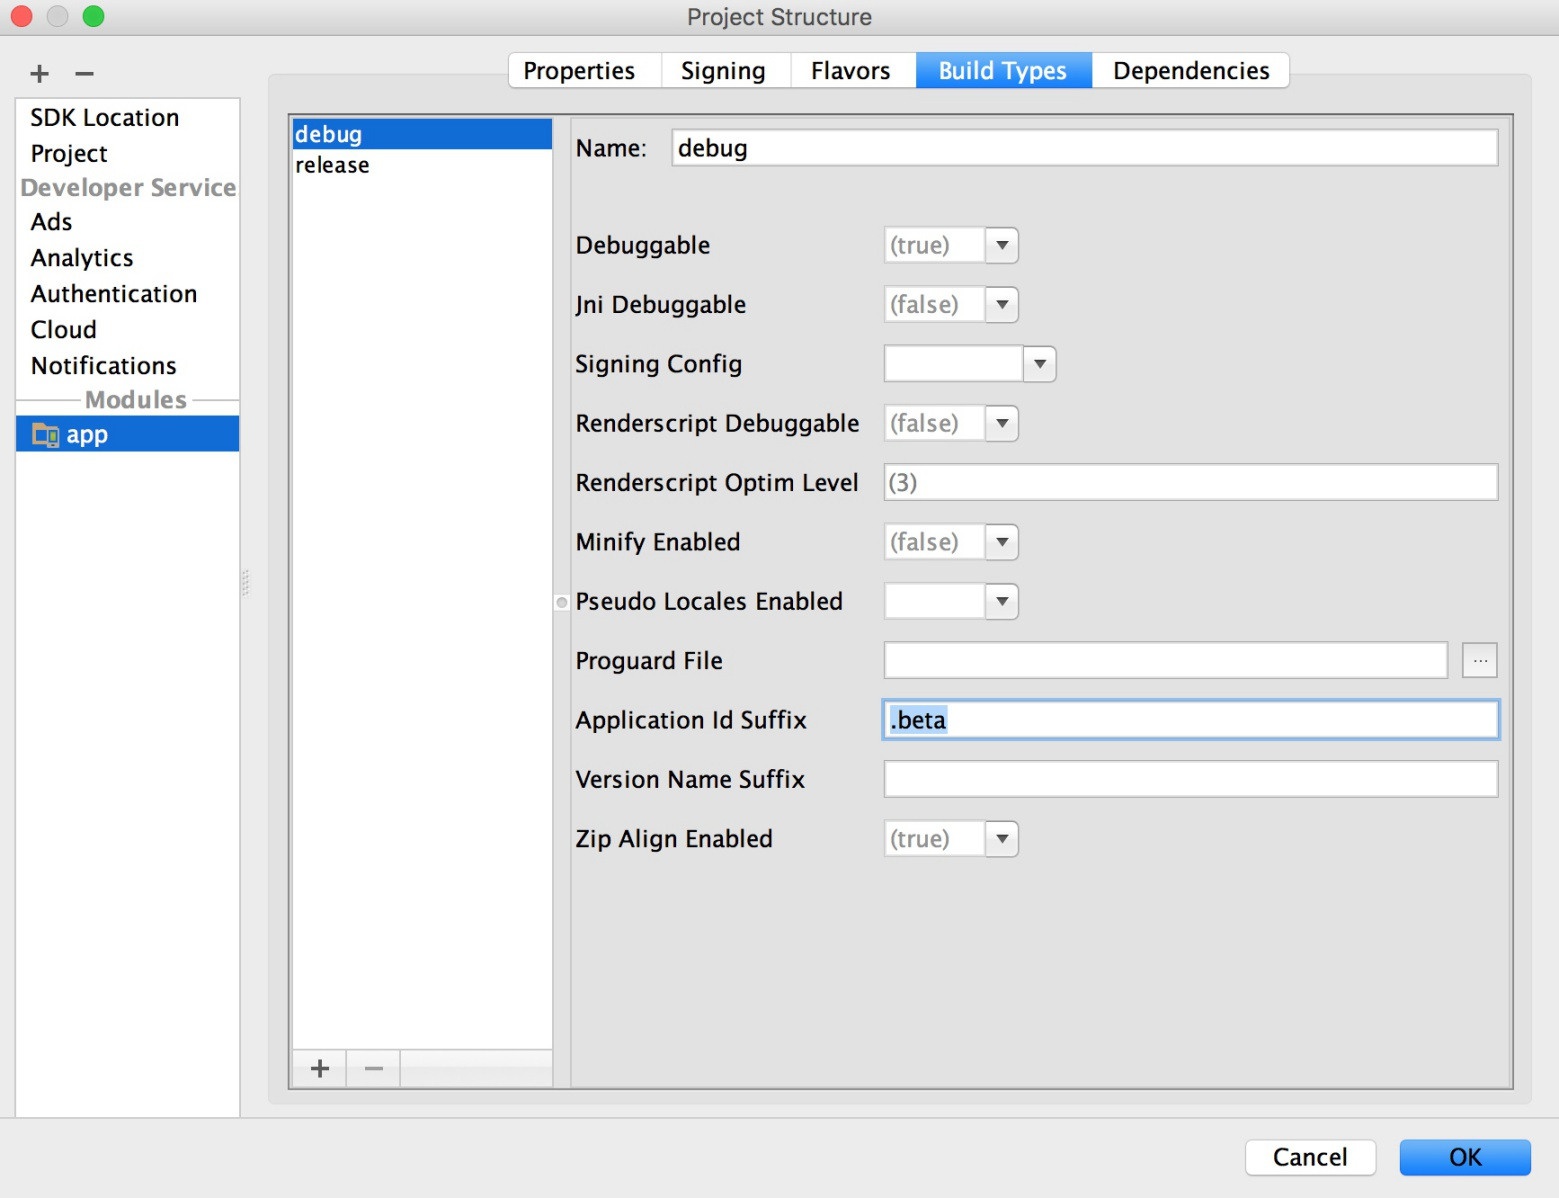 Project Structure
Properties Signing Flavors Build Types Dependencies
SDK Location
Project
Developer Service
Ads
Analytics
Authentication
Cloud
Notifications
Modules
app
debug
release
Name: debug
Debuggable (true)
Jni Debuggable (false)
Signing Config
Renderscript Debuggable (false)
Renderscript Optim Level (3)
Minify Enabled (false)
Pseudo Locales Enabled
Proguard File ...
Application Id Suffix .beta
Version Name Suffix
Zip Align Enabled (true)
Cancel OK